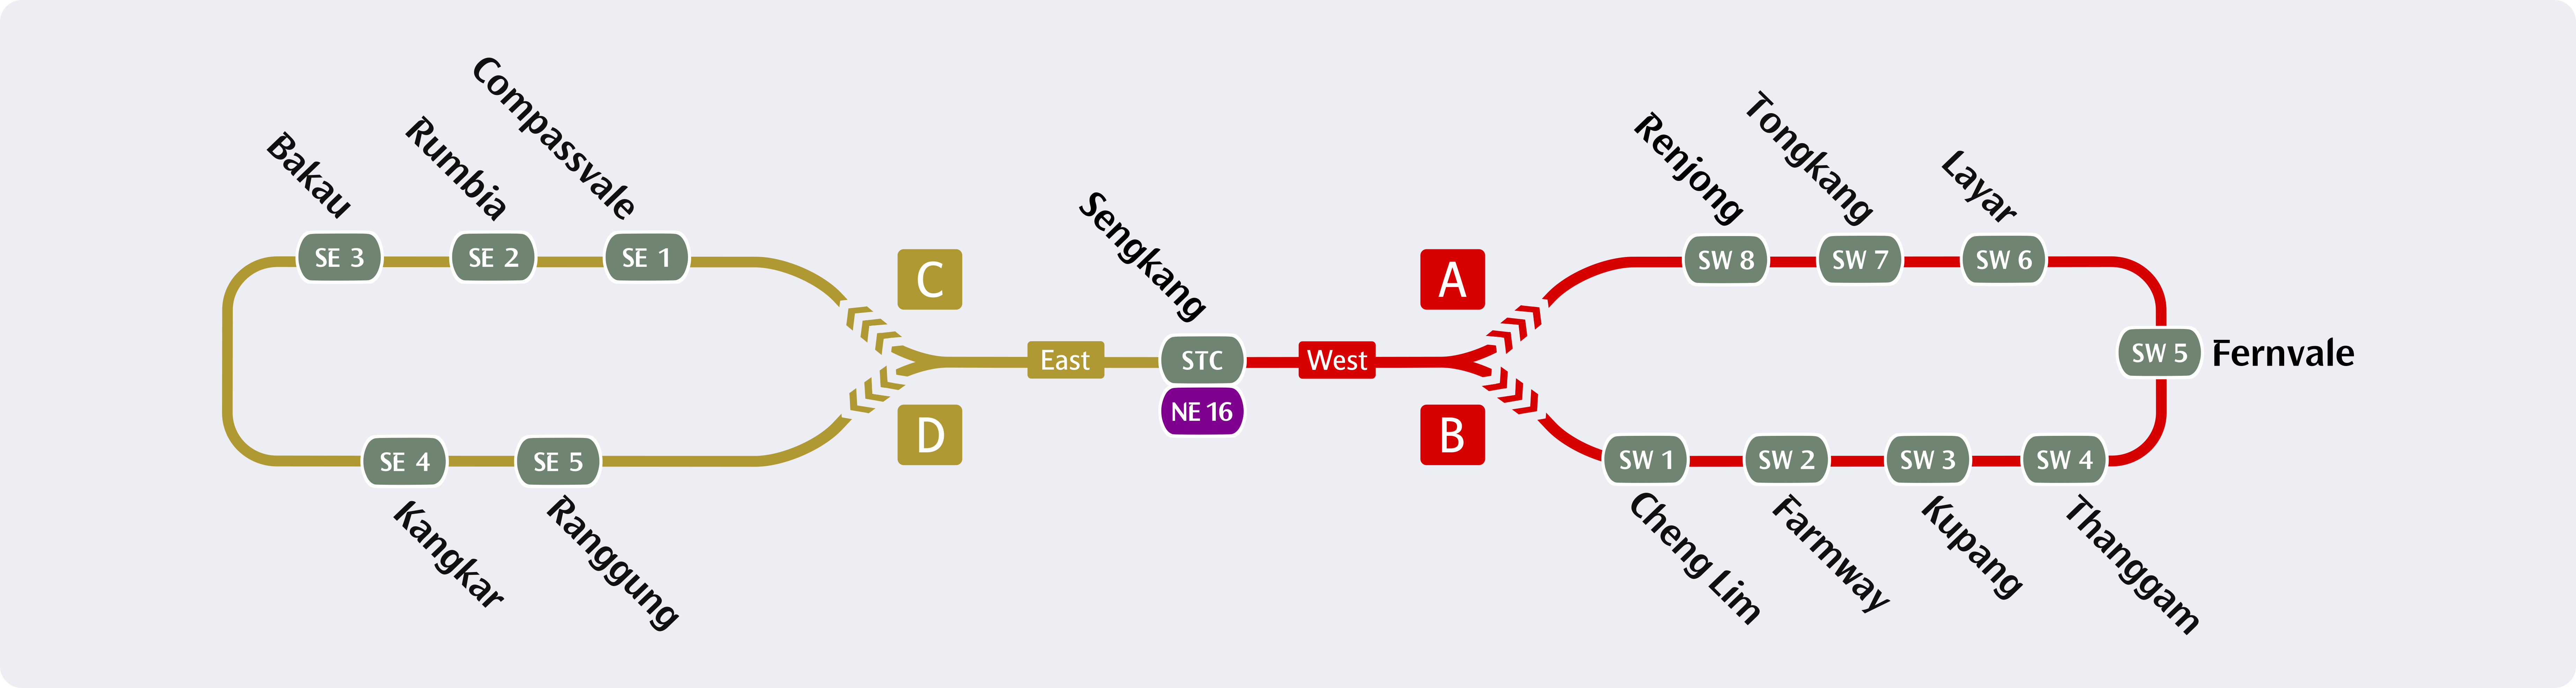 Compassvale
Rumbia
Bakau
SE 3
SE 2
SE 1
C
Sengkang
A
Renjong
Tongkang
Layar
SW 8
SW 7
SW 6
East
STC
West
SW 5
Fernvale
NE 16
D
B
SE 4
SE 5
SW 1
SW 2
SW 3
SW 4
Kangkar
Ranggung
Cheng Lim
Farmway
Kupang
Thanggam